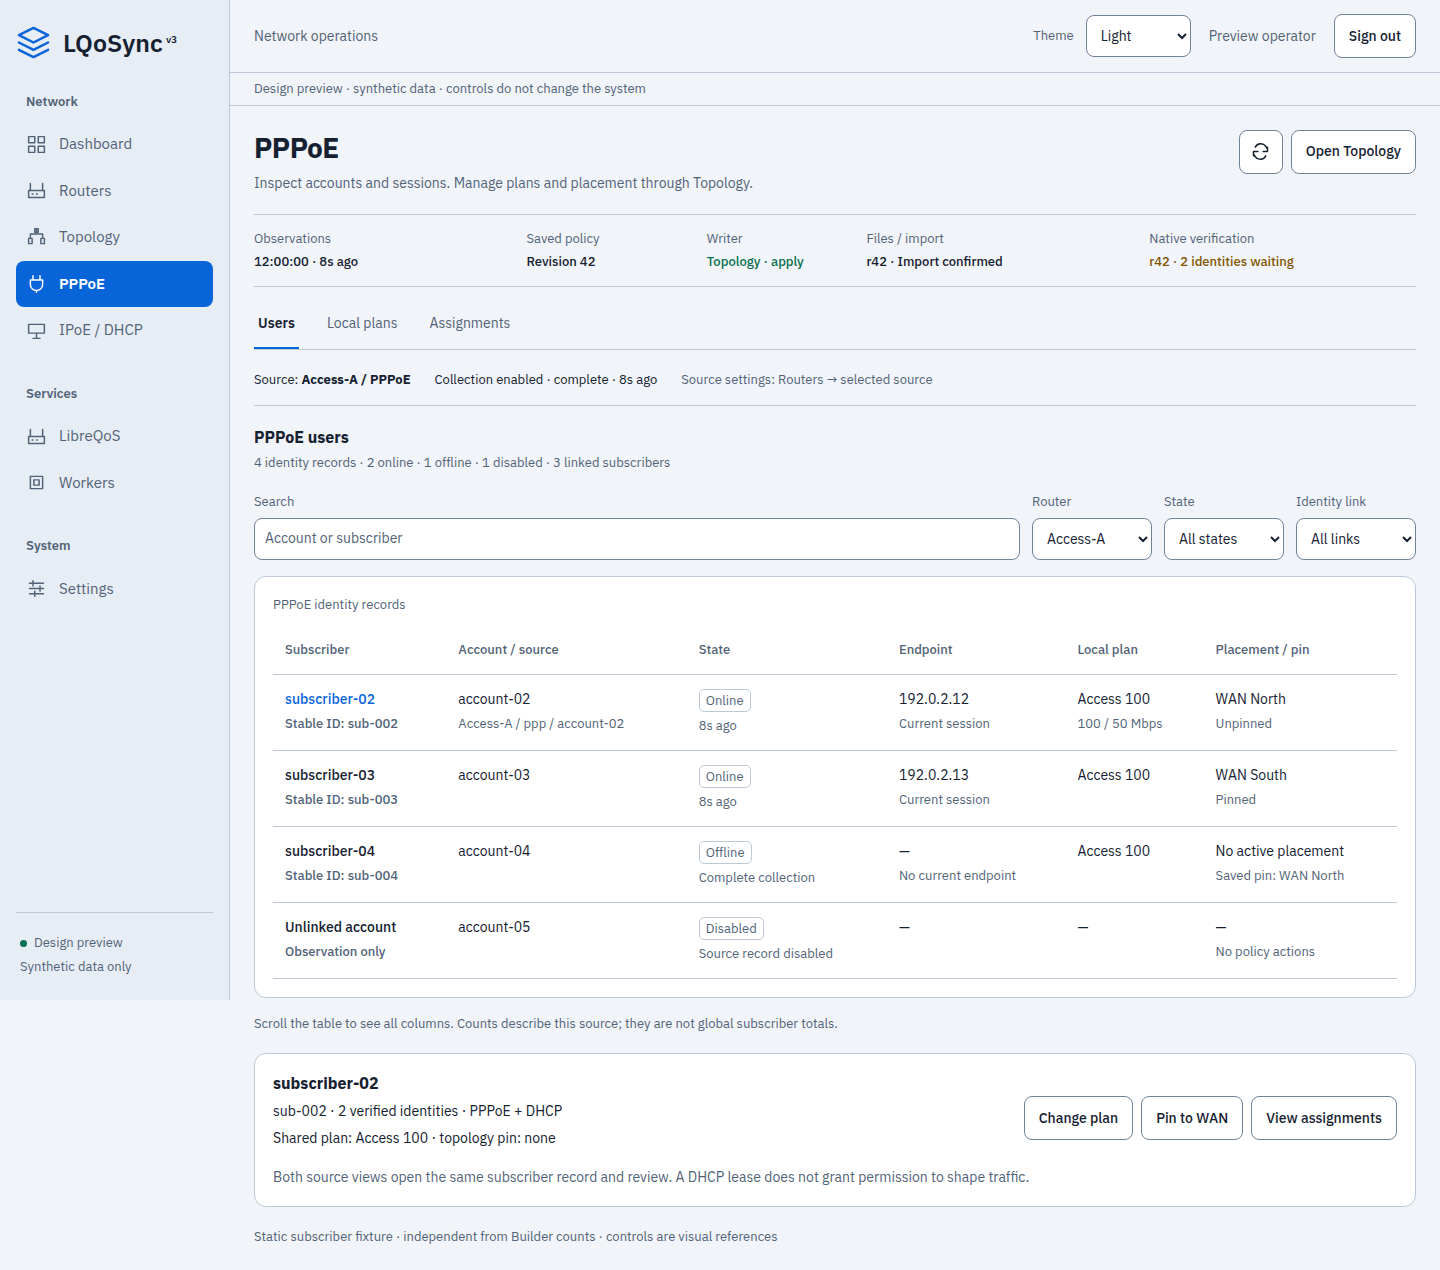 LQoSync v3
Network
Dashboard
Routers
Topology
PPPoE
IPoE / DHCP
Services
LibreQoS
Workers
System
Settings
Design preview
Synthetic data only
Network operations
Theme
Light
Preview operator
Sign out
Design preview · synthetic data · controls do not change the system
PPPoE
Inspect accounts and sessions. Manage plans and placement through Topology.
Open Topology
Observations
12:00:00 · 8s ago
Saved policy
Revision 42
Writer
Topology · apply
Files / import
r42 · Import confirmed
Native verification
r42 · 2 identities waiting
Users
Local plans
Assignments
Source: Access-A / PPPoE
Collection enabled · complete · 8s ago
Source settings: Routers → selected source
PPPoE users
4 identity records · 2 online · 1 offline · 1 disabled · 3 linked subscribers
Search
Account or subscriber
Router
Access-A
State
All states
Identity link
All links
PPPoE identity records
Subscriber
Account / source
State
Endpoint
Local plan
Placement / pin
subscriber-02
Stable ID: sub-002
account-02
Access-A / ppp / account-02
Online
8s ago
192.0.2.12
Current session
Access 100
100 / 50 Mbps
WAN North
Unpinned
subscriber-03
Stable ID: sub-003
account-03
Online
8s ago
192.0.2.13
Current session
Access 100
WAN South
Pinned
subscriber-04
Stable ID: sub-004
account-04
Offline
Complete collection
—
No current endpoint
Access 100
No active placement
Saved pin: WAN North
Unlinked account
Observation only
account-05
Disabled
Source record disabled
—
—
—
No policy actions
Scroll the table to see all columns. Counts describe this source; they are not global subscriber totals.
subscriber-02
sub-002 · 2 verified identities · PPPoE + DHCP
Shared plan: Access 100 · topology pin: none
Change plan
Pin to WAN
View assignments
Both source views open the same subscriber record and review. A DHCP lease does not grant permission to shape traffic.
Static subscriber fixture · independent from Builder counts · controls are visual references